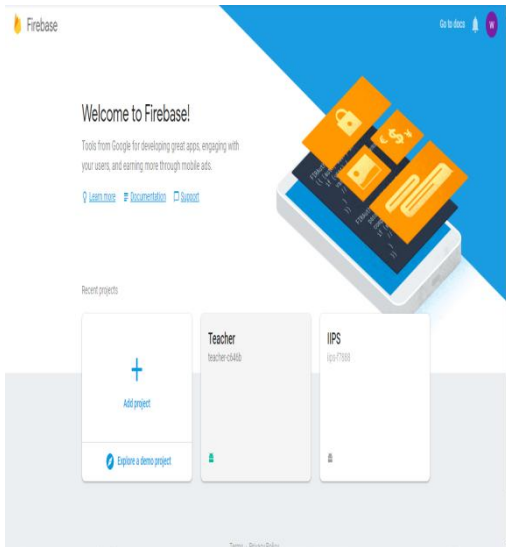 Firebase
Go to docs
W
Welcome to Firebase!
Tools from Google for developing great apps, engaging with
your users, and earning more through mobile ads.
Learn more Documentation Support
Recent projects
Add project
Explore a demo project
Teacher
teacher-c646b
IIPS
Terms Privacy Policy